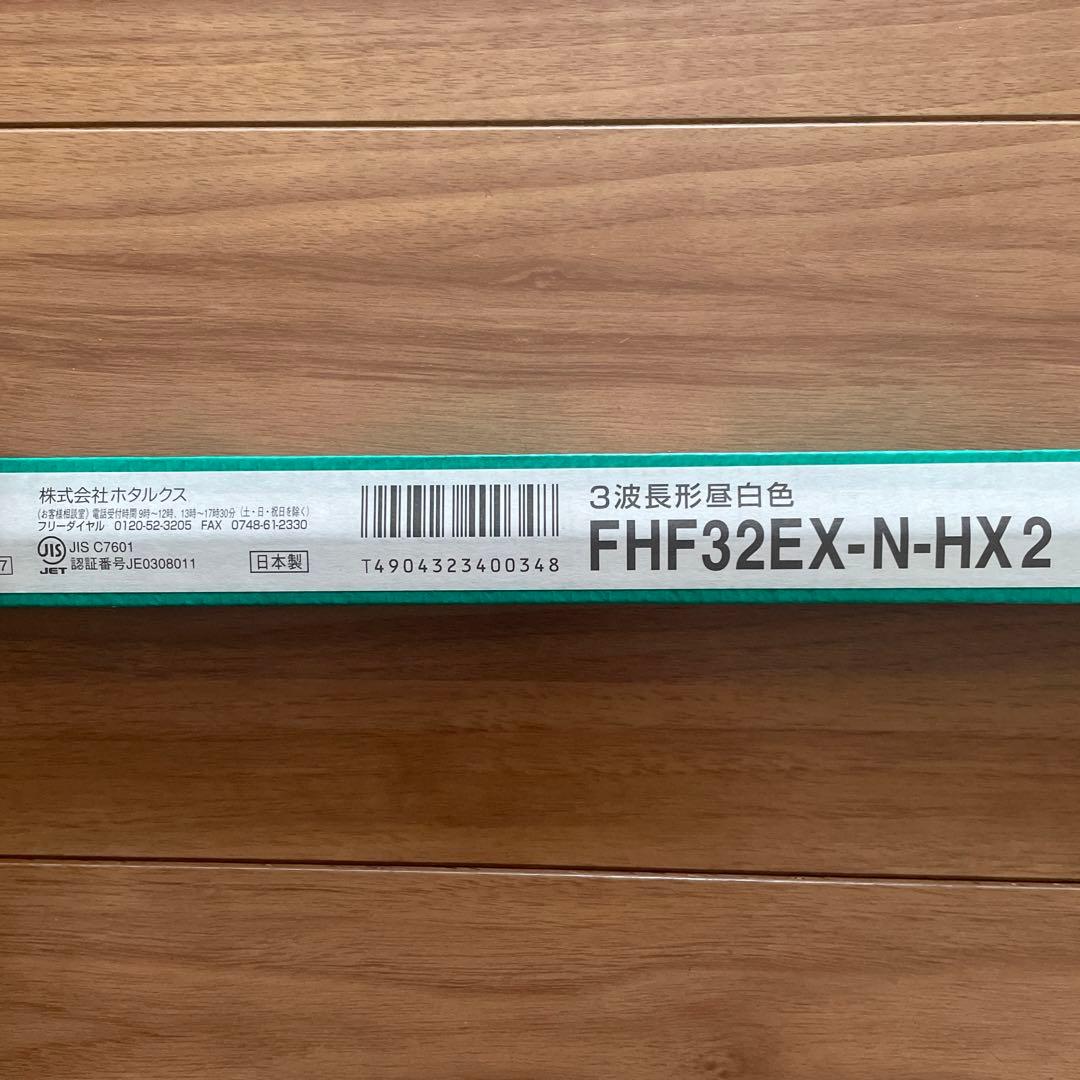 株式会社ホタルクス
(お客様相談室) 電話受付時間 9時～12時、13時～17時30分 (土・日・祝日を除く)
フリーダイヤル 0120-52-3205 FAX 0748-61-2330
JIS
JET
JIS C7601
認証番号JE0308011
日本製
7
T4904323400348
3波長形昼白色
FHF32EX-N-HX2